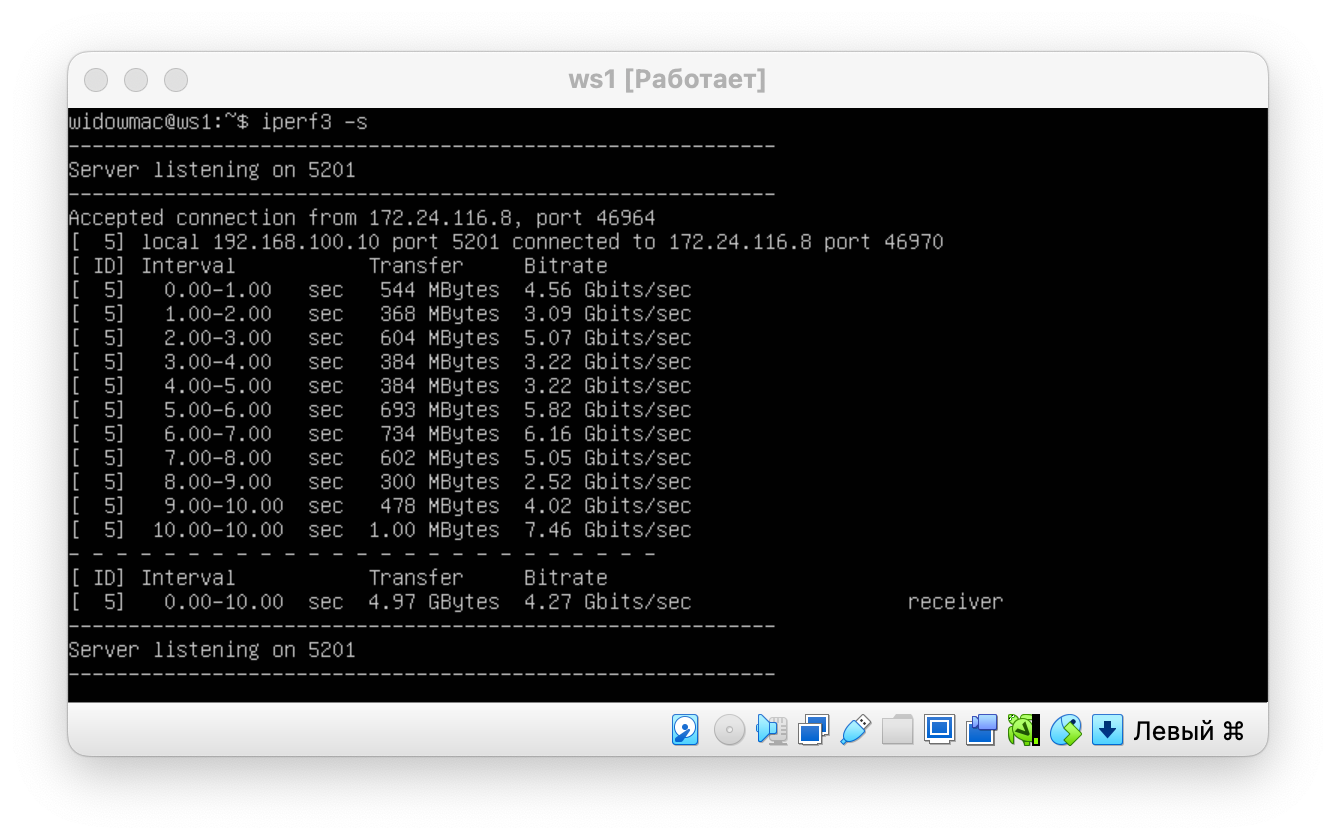 ws1 [Работает]
widowmac@ws1:~$ iperf3 -s
-----------------------------------------------------------
Server listening on 5201
-----------------------------------------------------------
Accepted connection from 172.24.116.8, port 46964
[  5] local 192.168.100.10 port 5201 connected to 172.24.116.8 port 46970
[ ID] Interval           Transfer     Bitrate
[  5]   0.00-1.00   sec   544 MBytes  4.56 Gbits/sec
[  5]   1.00-2.00   sec   368 MBytes  3.09 Gbits/sec
[  5]   2.00-3.00   sec   604 MBytes  5.07 Gbits/sec
[  5]   3.00-4.00   sec   384 MBytes  3.22 Gbits/sec
[  5]   4.00-5.00   sec   384 MBytes  3.22 Gbits/sec
[  5]   5.00-6.00   sec   693 MBytes  5.82 Gbits/sec
[  5]   6.00-7.00   sec   734 MBytes  6.16 Gbits/sec
[  5]   7.00-8.00   sec   602 MBytes  5.05 Gbits/sec
[  5]   8.00-9.00   sec   300 MBytes  2.52 Gbits/sec
[  5]   9.00-10.00  sec   478 MBytes  4.02 Gbits/sec
[  5]  10.00-10.00  sec  1.00 MBytes  7.46 Gbits/sec
- - - - - - - - - - - - - - - - - - - - - - - - -
[ ID] Interval           Transfer     Bitrate
[  5]   0.00-10.00  sec  4.97 GBytes  4.27 Gbits/sec                  receiver
-----------------------------------------------------------
Server listening on 5201
-----------------------------------------------------------
Левый ⌘